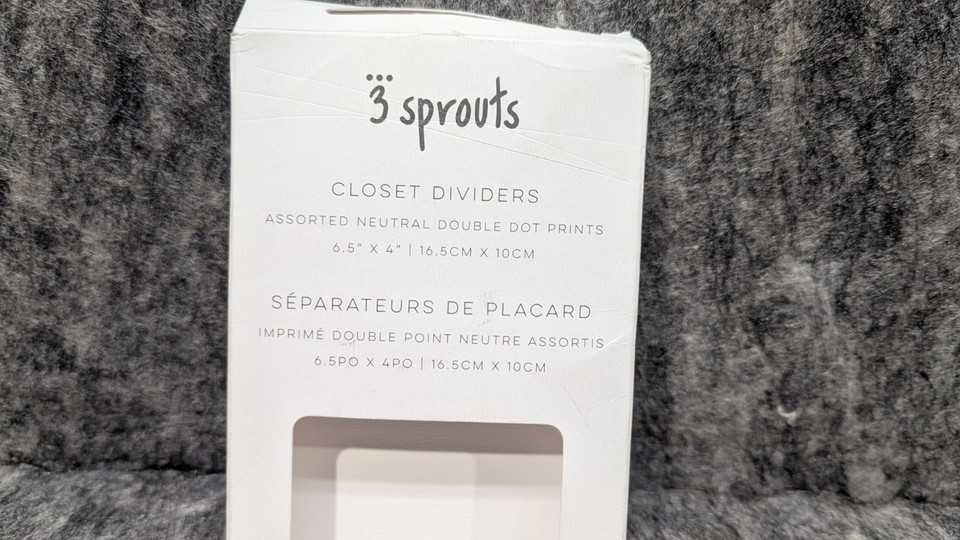 3 sprouts
CLOSET DIVIDERS
ASSORTED NEUTRAL DOUBLE DOT PRINTS
6.5" X 4" | 16.5CM X 10CM
SÉPARATEURS DE PLACARD
IMPRIMÉ DOUBLE POINT NEUTRE ASSORTIS
6.5PO X 4PO | 16.5CM X 10CM